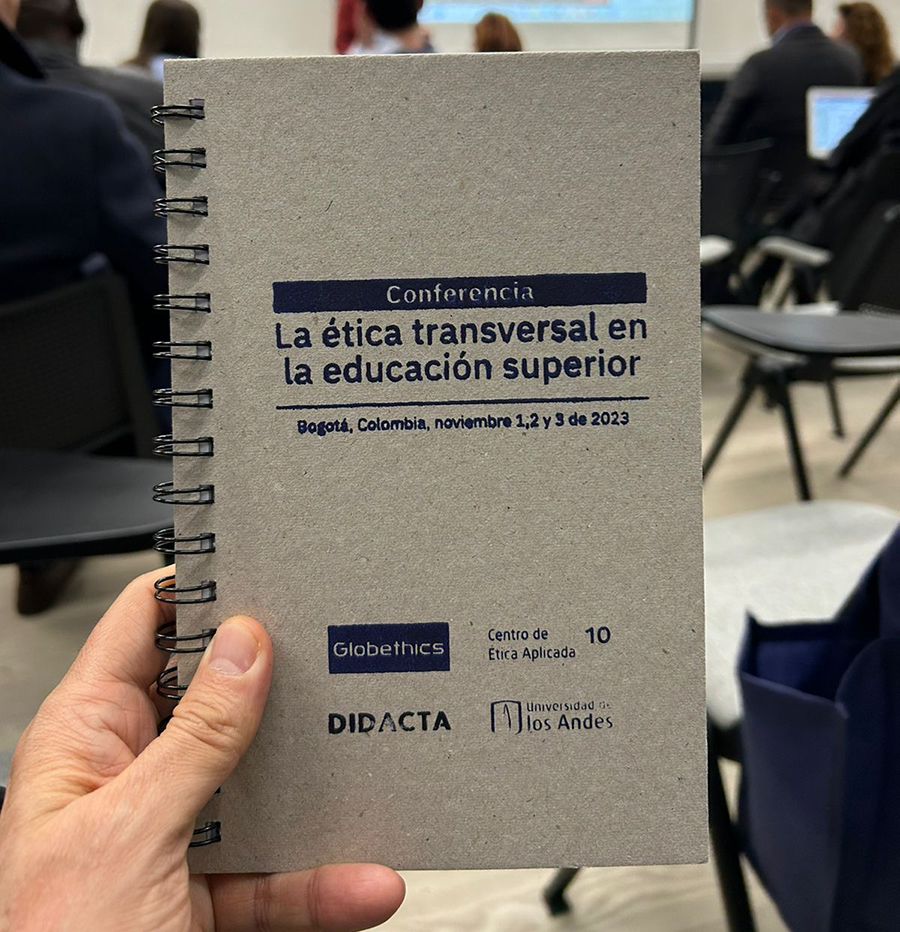 Conferencia
La ética transversal en
la educación superior
Bogotá, Colombia, noviembre 1,2 y 3 de 2023
Globethics
Centro de
Ética Aplicada
10
DIDACTA
Universidad de
los Andes